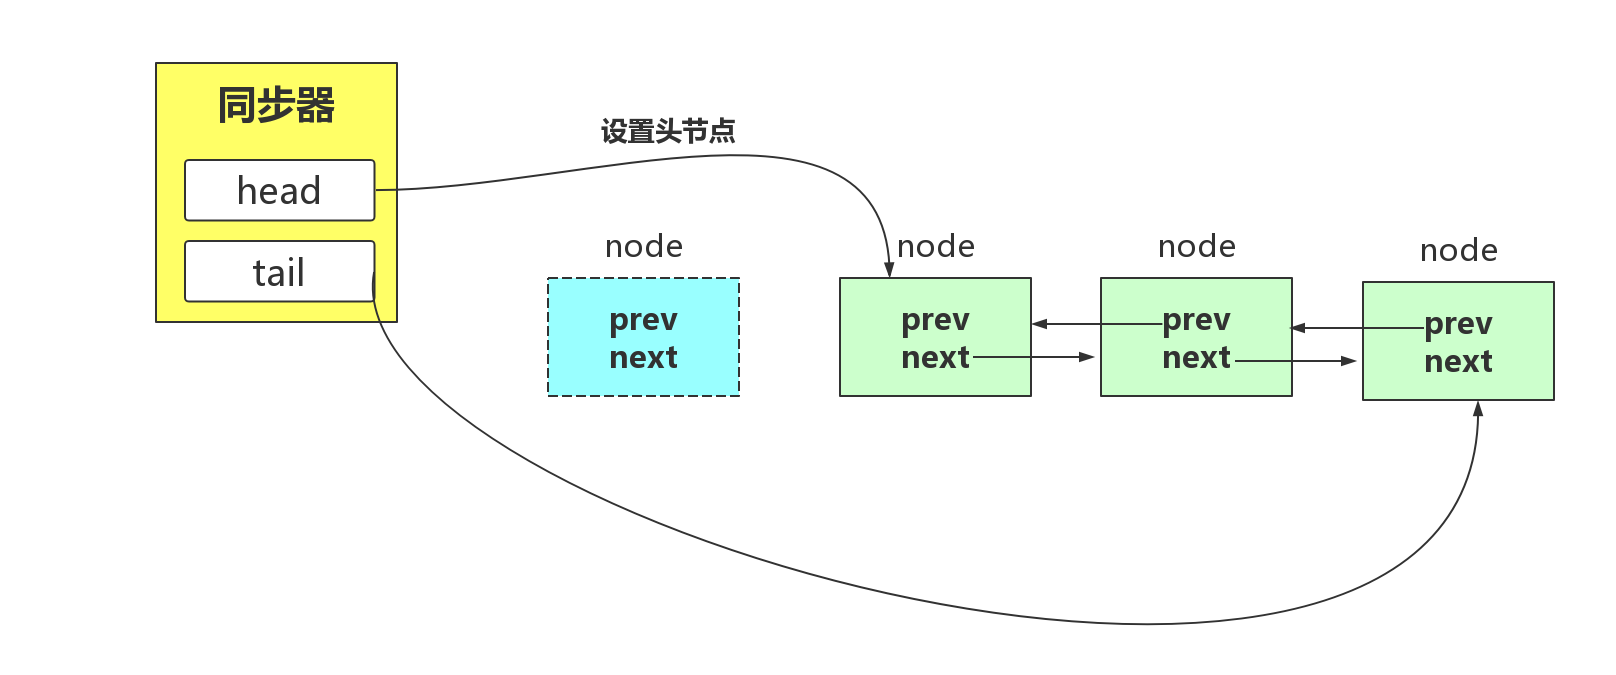 同步器
head
tail
设置头节点
node
prev
next
node
prev
next
node
prev
next
node
prev
next